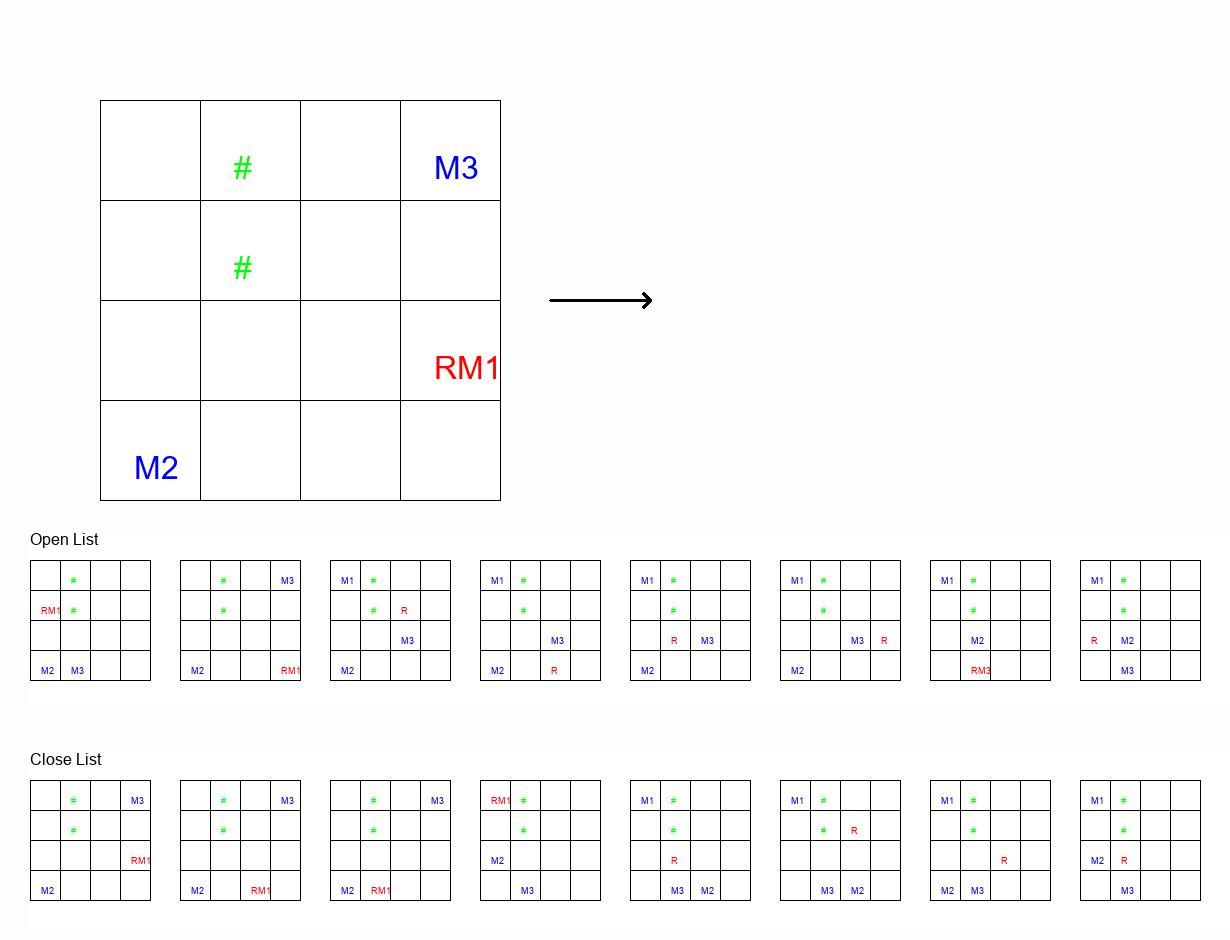 # M3
#
RM1
M2
Open List
# # M3 M1 # M1 # M1 # M1 # M1 # M1 #
RM1 # # # R # # # # #
M3 M3 R M3 M3 R M2 R M2
M2 M3 M2 RM1 M2 M2 R M2 M2 RM3 M3
Close List
# M3 # M3 # M3 RM1 # M1 # M1 # M1 # M1 #
# # # # # # R # #
RM1 M2 R R M2 R
M2 M2 RM1 M2 RM1 M3 M3 M2 M3 M2 M2 M3 M3